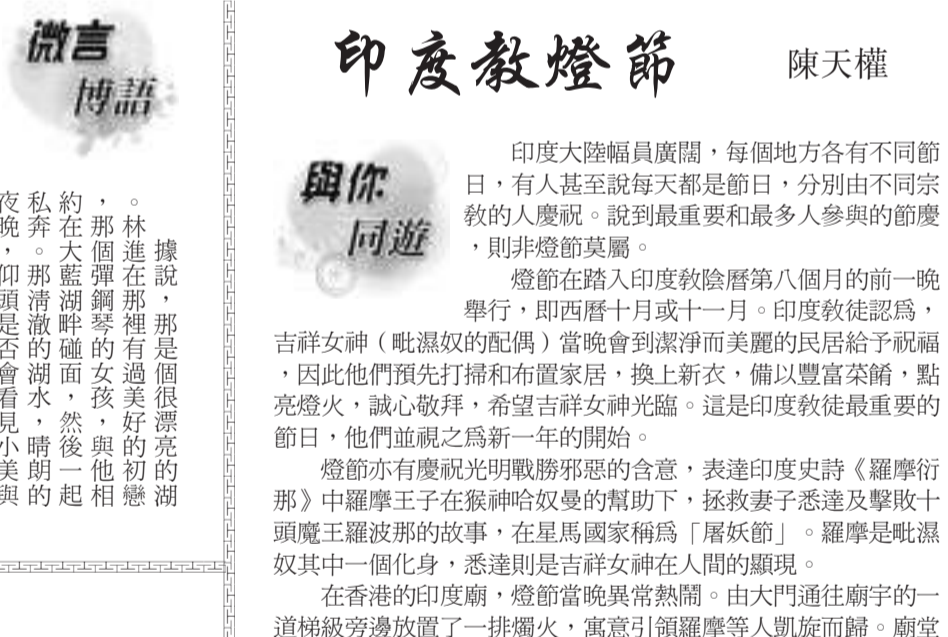 微言
博語
據說，那是個很漂亮的湖
。林進在那裡有過美好的初戀
，那個彈鋼琴的女孩，與他相
約在大藍湖畔碰面，然後一起
私奔。那清澈的湖水，晴朗的
夜晚，仰頭是否會看見小美與
印度教燈節
陳天權
與你
同遊
印度大陸幅員廣闊，每個地方各有不同節
日，有人甚至說每天都是節日，分別由不同宗
教的人慶祝。說到最重要和最多人參與的節慶
，則非燈節莫屬。
燈節在踏入印度教陰曆第八個月的前一晚
舉行，即西曆十月或十一月。印度教徒認爲，
吉祥女神（毗濕奴的配偶）當晚會到潔淨而美麗的民居給予祝福
，因此他們預先打掃和布置家居，換上新衣，備以豐富菜餚，點
亮燈火，誠心敬拜，希望吉祥女神光臨。這是印度教徒最重要的
節日，他們並視之爲新一年的開始。
燈節亦有慶祝光明戰勝邪惡的含意，表達印度史詩《羅摩衍
那》中羅摩王子在猴神哈奴曼的幫助下，拯救妻子悉達及擊敗十
頭魔王羅波那的故事，在星馬國家稱爲「屠妖節」。羅摩是毗濕
奴其中一個化身，悉達則是吉祥女神在人間的顯現。
在香港的印度廟，燈節當晚異常熱鬧。由大門通往廟宇的一
道梯級旁邊放置了一排燭火，寓意引領羅摩等人凱旋而歸。廟堂